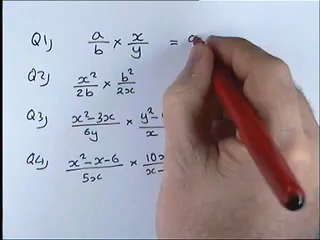 Q1) a/b × x/y = a
Q2) x²/2b × b²/2x
Q3) x²-3x/6y × y²-
Q4) x²-x-6/5x × 10x/x-